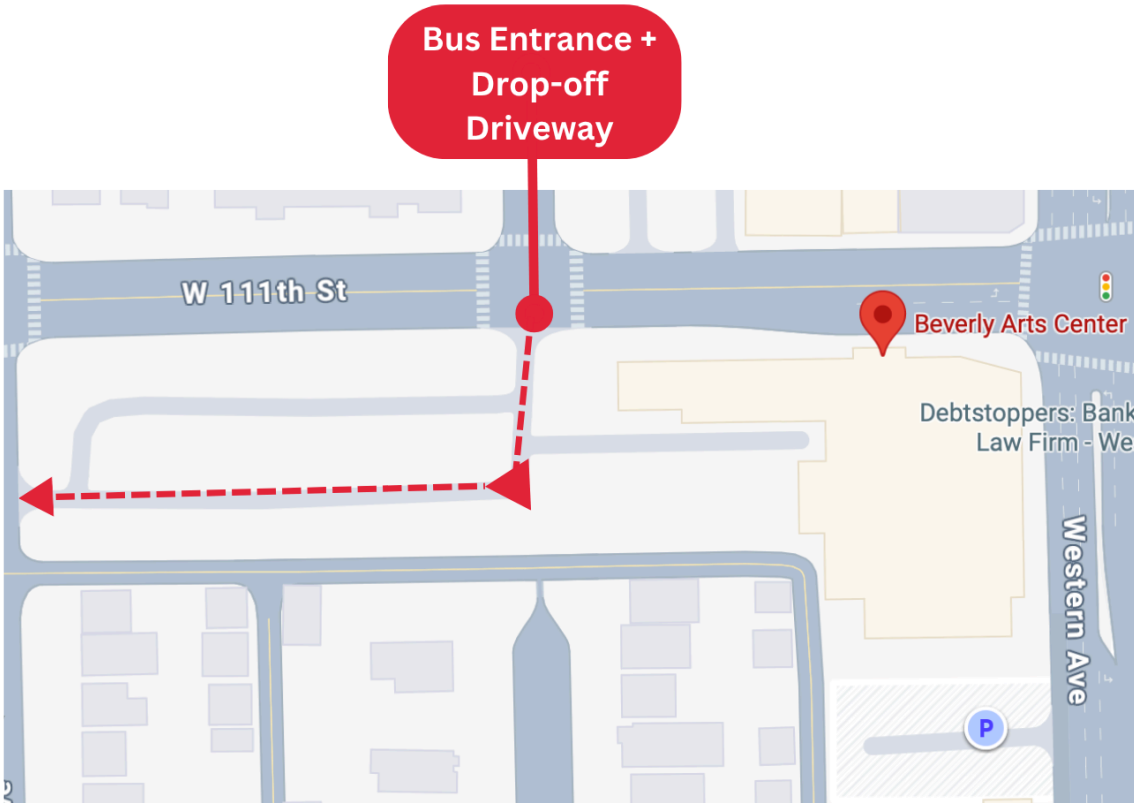 Bus Entrance +
Drop-off
Driveway
W 111th St
Beverly Arts Center
Debtstoppers: Bank
Law Firm - We
Western Ave
P